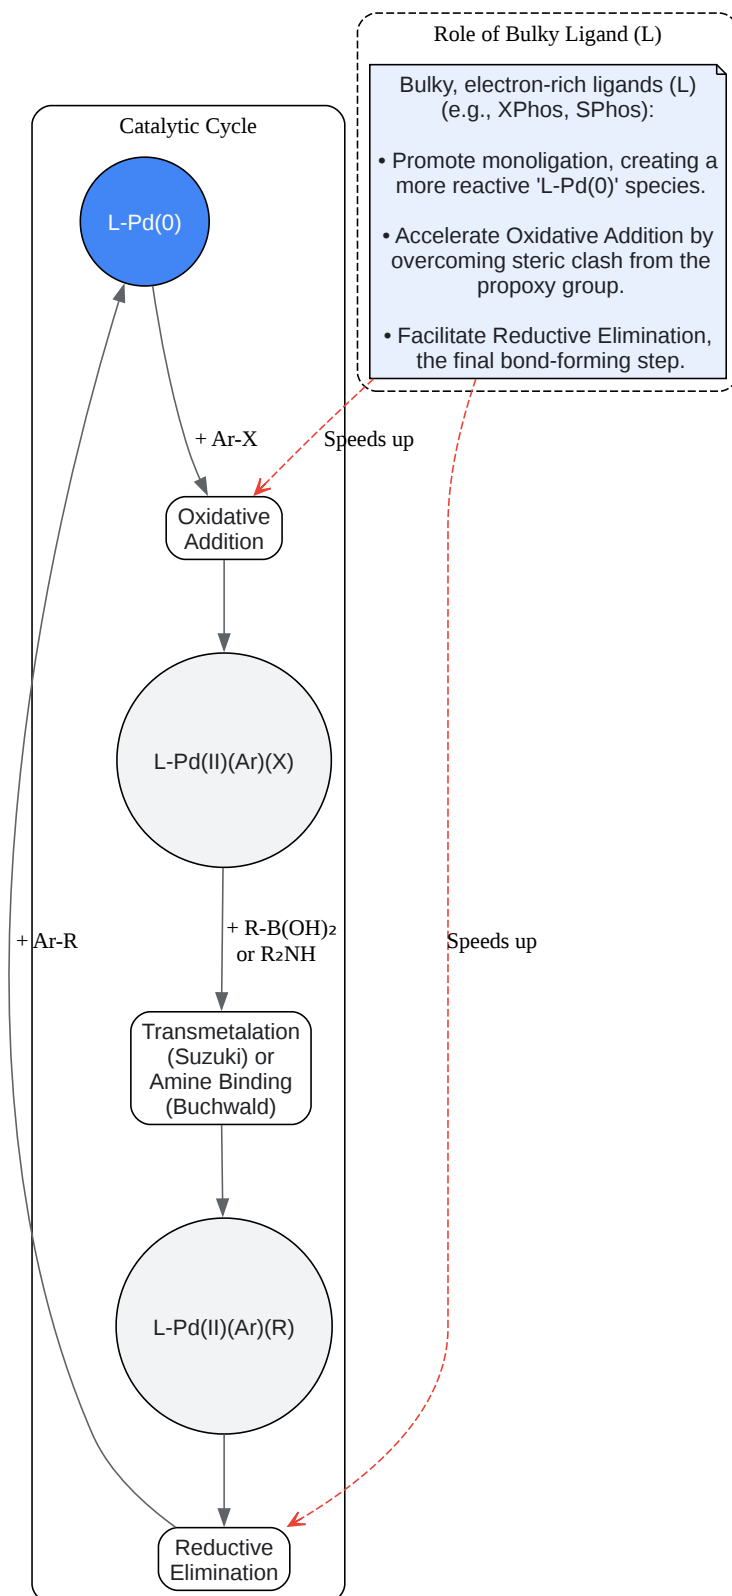 Role of Bulky Ligand (L)
Bulky, electron-rich ligands (L)
(e.g., XPhos, SPhos):
• Promote monoligation, creating a
more reactive 'L-Pd(0)' species.
• Accelerate Oxidative Addition by
overcoming steric clash from the
propoxy group.
• Facilitate Reductive Elimination,
the final bond-forming step.
Catalytic Cycle
L-Pd(0)
+ Ar-X
Speeds up
Oxidative
Addition
L-Pd(II)(Ar)(X)
+ R-B(OH)₂
or R₂NH
+ Ar-R
Speeds up
Transmetalation
(Suzuki) or
Amine Binding
(Buchwald)
L-Pd(II)(Ar)(R)
Reductive
Elimination